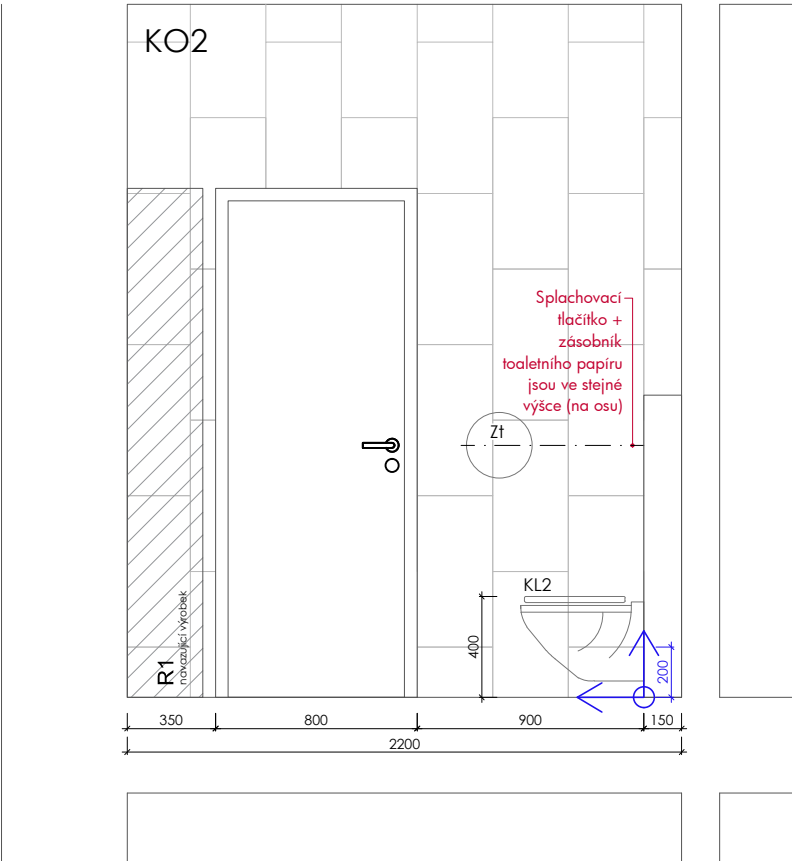 KO2
Splachovací
tlačítko +
zásobník
toaletního papíru
jsou ve stejné
výšce (na osu)
Zt
KL2
400
200
R1
navazující výrobek
350
800
900
150
2200